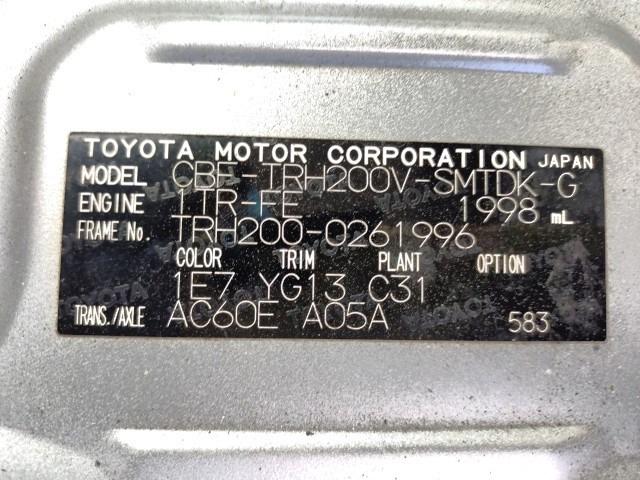 TOYOTA MOTOR CORPORATION JAPAN
MODEL CBF-TRH200V-SMTDK-G
ENGINE 1TR-FE 1998 mL
FRAME No. TRH200-0261996
COLOR TRIM PLANT OPTION
1E7 YG13 C31
TRANS./AXLE AC60E A05A 583